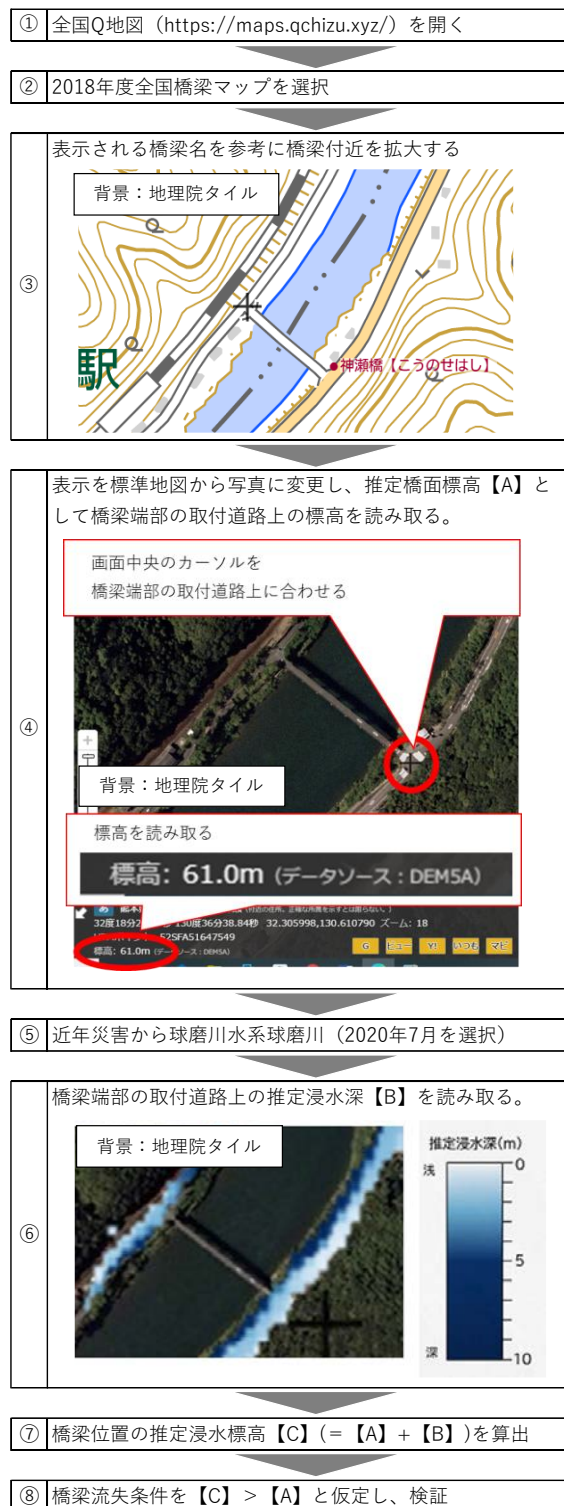 ① 全国Q地図（https://maps.qchizu.xyz/）を開く
② 2018年度全国橋梁マップを選択
③
表示される橋梁名を参考に橋梁付近を拡大する
背景：地理院タイル
駅
神瀬橋【こうのせはし】
④
表示を標準地図から写真に変更し、推定橋面標高【A】と
して橋梁端部の取付道路上の標高を読み取る。
画面中央のカーソルを
橋梁端部の取付道路上に合わせる
背景：地理院タイル
標高を読み取る
標高: 61.0m (データソース : DEM5A)
130度36分38.84秒 32.305998,130.610790 ズーム: 18
52SFA51647549
標高: 61.0m (データソース : DEM5A)
G ビュー Y! いつも マピ
⑤ 近年災害から球磨川水系球磨川（2020年7月を選択）
⑥
橋梁端部の取付道路上の推定浸水深【B】を読み取る。
背景：地理院タイル
推定浸水深(m)
浅
0
5
深
10
⑦ 橋梁位置の推定浸水標高【C】(=【A】+【B】)を算出
⑧ 橋梁流失条件を【C】>【A】と仮定し、検証